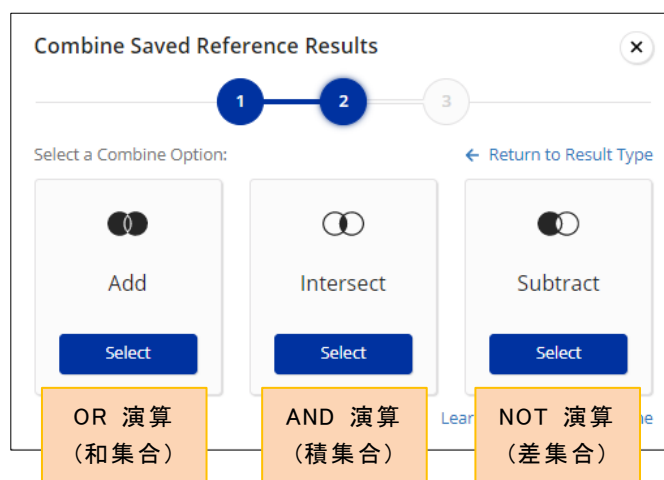 Combine Saved Reference Results
1 2 3
Select a Combine Option:
← Return to Result Type
Add Intersect Subtract
Select Select Select
OR 演算 AND 演算 NOT 演算
(和集合) (積集合) (差集合)